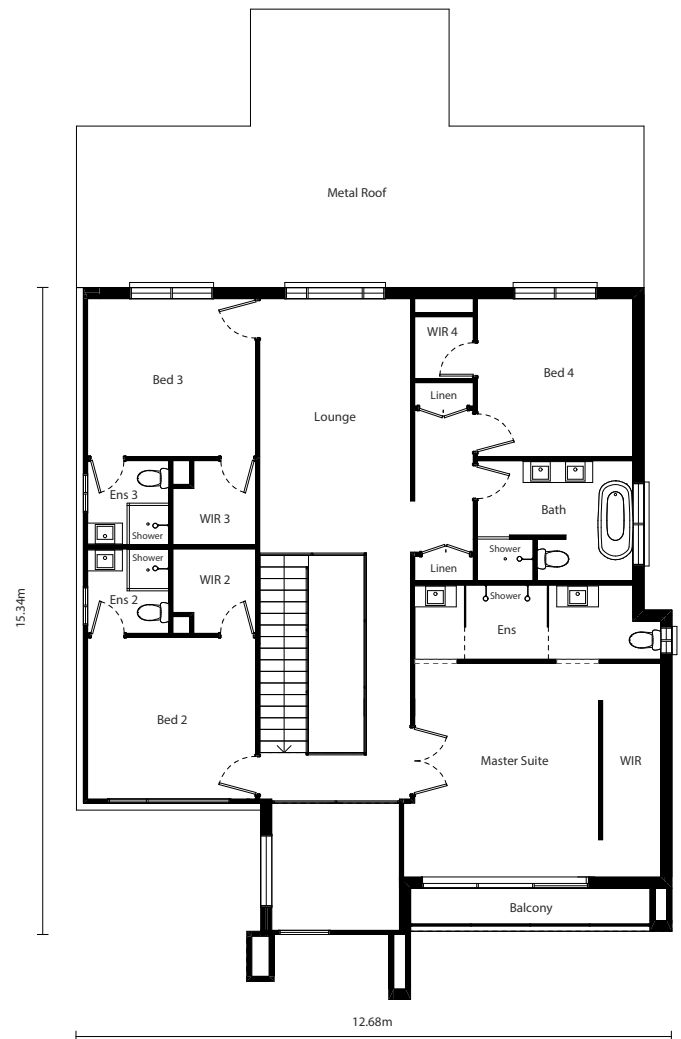 Metal Roof
WIR 4
Bed 3
Bed 4
Linen
Lounge
Ens 3
Bath
WIR 3
Shower
Shower
Shower
WIR 2
Linen
Ens 2
Shower
15.34m
Ens
Bed 2
Master Suite
WIR
Balcony
12.68m